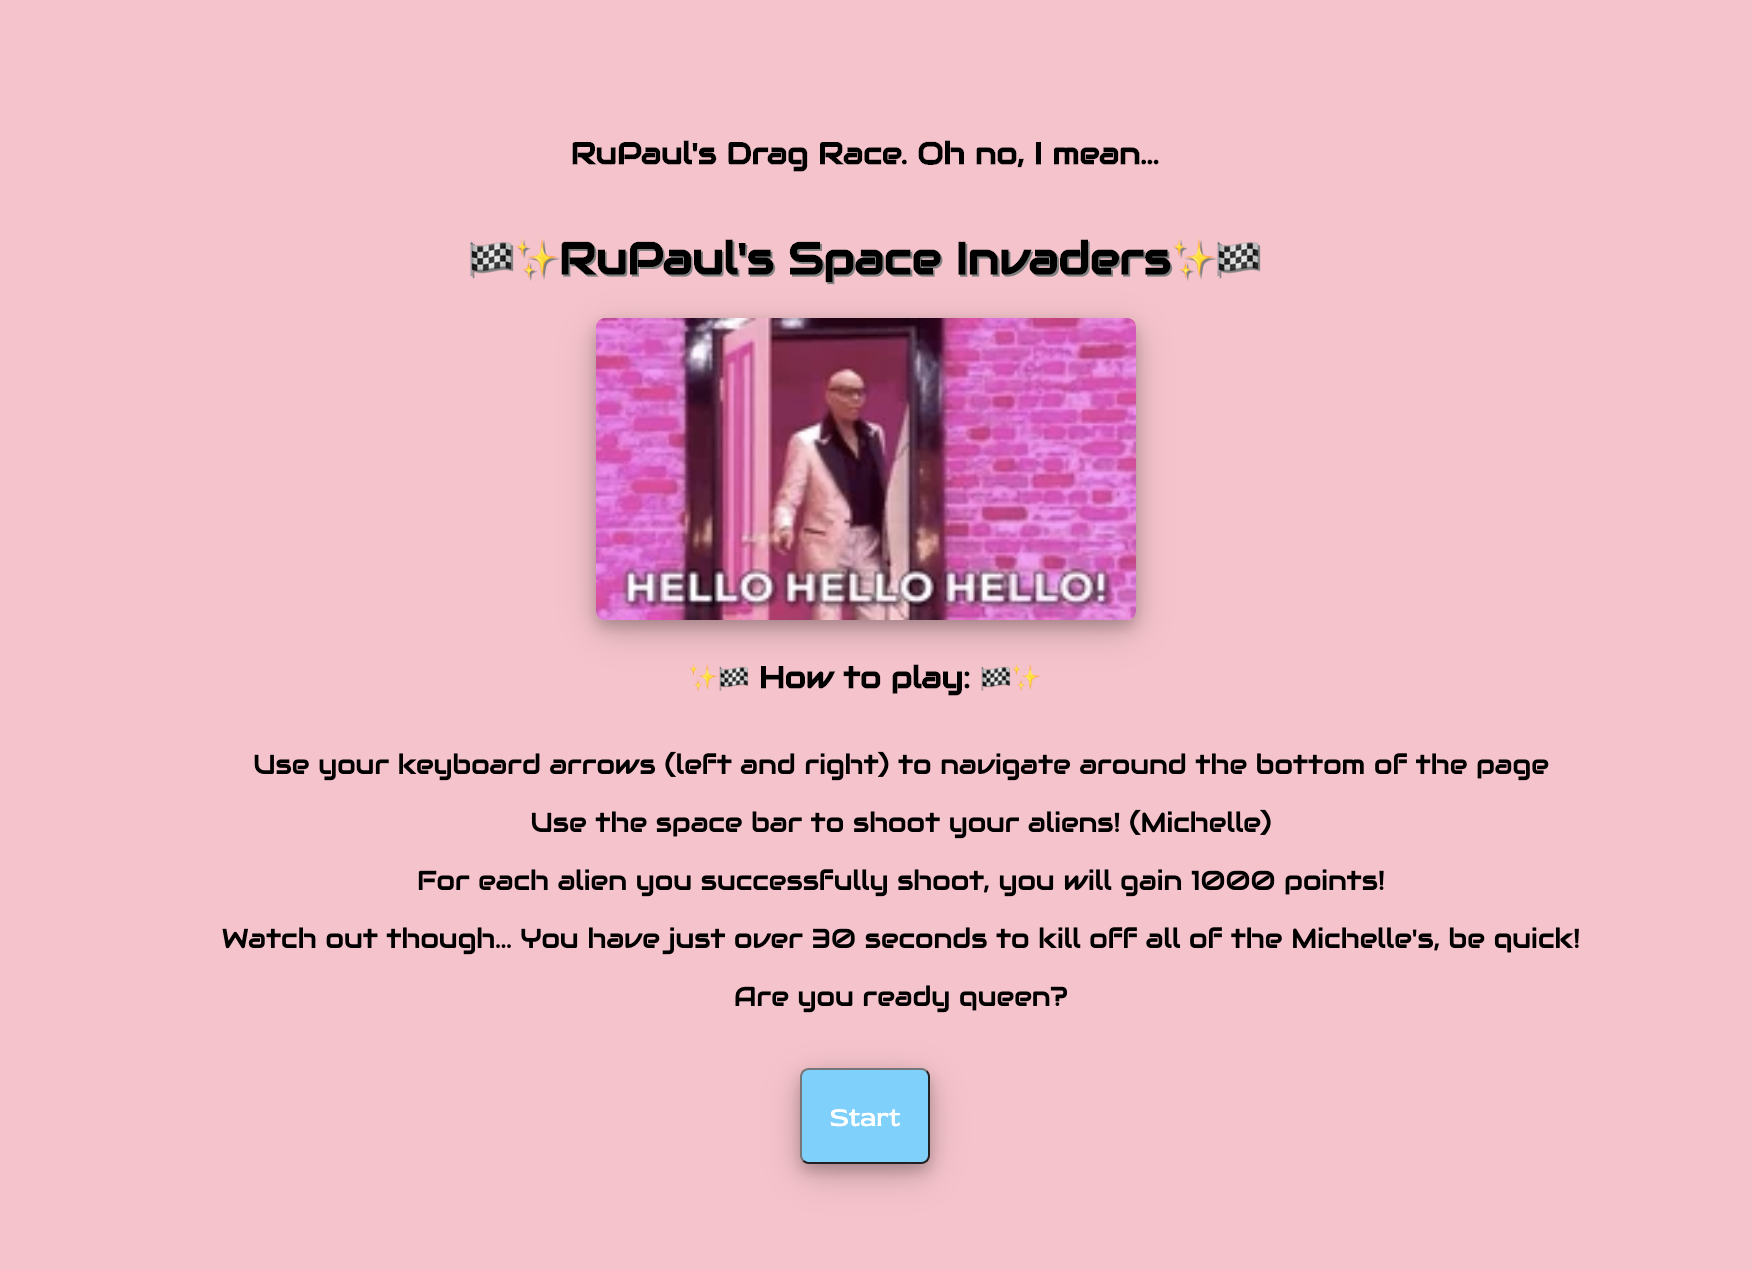 RuPaul's Drag Race. Oh no, I mean...
🏁✨RuPaul's Space Invaders✨🏁
HELLO HELLO HELLO!
✨🏁 How to play: 🏁✨
Use your keyboard arrows (left and right) to navigate around the bottom of the page
Use the space bar to shoot your aliens! (Michelle)
For each alien you successfully shoot, you will gain 1000 points!
Watch out though... You have just over 30 seconds to kill off all of the Michelle's, be quick!
Are you ready queen?
Start